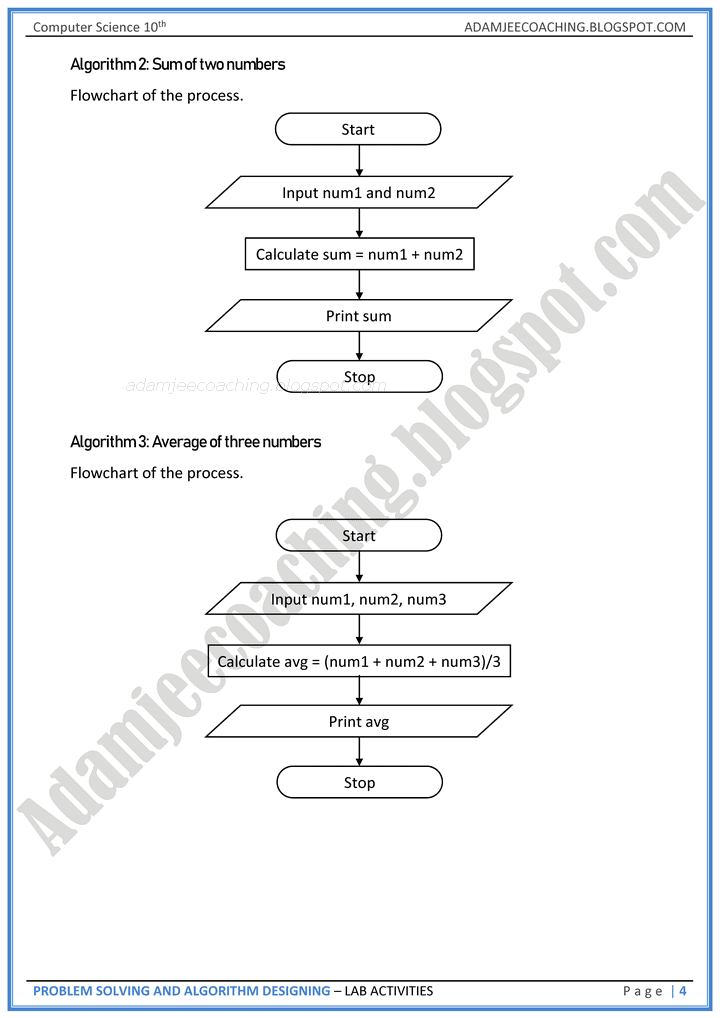 Computer Science 10th
ADAMJEECOACHING.BLOGSPOT.COM
Algorithm 2: Sum of two numbers
Flowchart of the process.
Start
Input num1 and num2
Calculate sum = num1 + num2
Print sum
Stop
adamjeecoaching.blogspot.com
Algorithm 3: Average of three numbers
Flowchart of the process.
Start
Input num1, num2, num3
Calculate avg = (num1 + num2 + num3)/3
Print avg
Stop
Adamjeecoaching.blogspot.com
PROBLEM SOLVING AND ALGORITHM DESIGNING – LAB ACTIVITIES
Page | 4